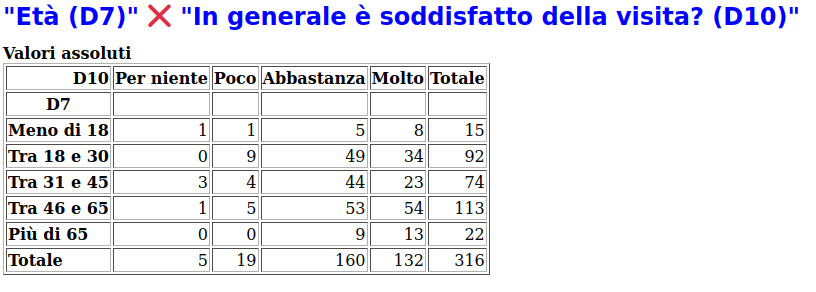 "Età (D7)" ❌ "In generale è soddisfatto della visita? (D10)"
Valori assoluti
D10 Per niente Poco Abbastanza Molto Totale
D7
Meno di 18 1 1 5 8 15
Tra 18 e 30 0 9 49 34 92
Tra 31 e 45 3 4 44 23 74
Tra 46 e 65 1 5 53 54 113
Più di 65 0 0 9 13 22
Totale 5 19 160 132 316